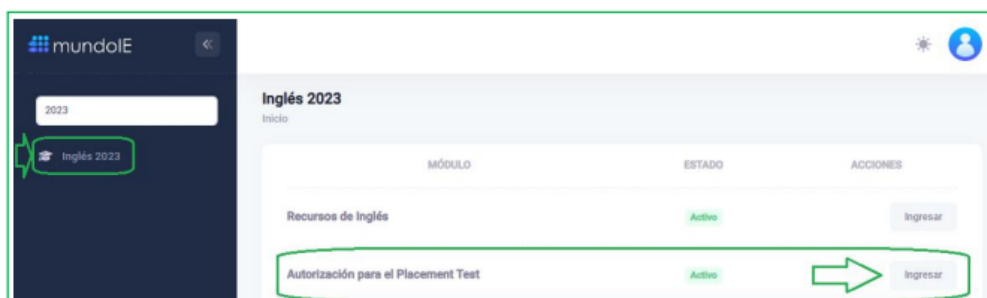 mundoIE
2023
Inglés 2023
Inglés 2023
Inicio
MÓDULO ESTADO ACCIONES
Recursos de Inglés Activo Ingresar
Autorización para el Placement Test Activo Ingresar